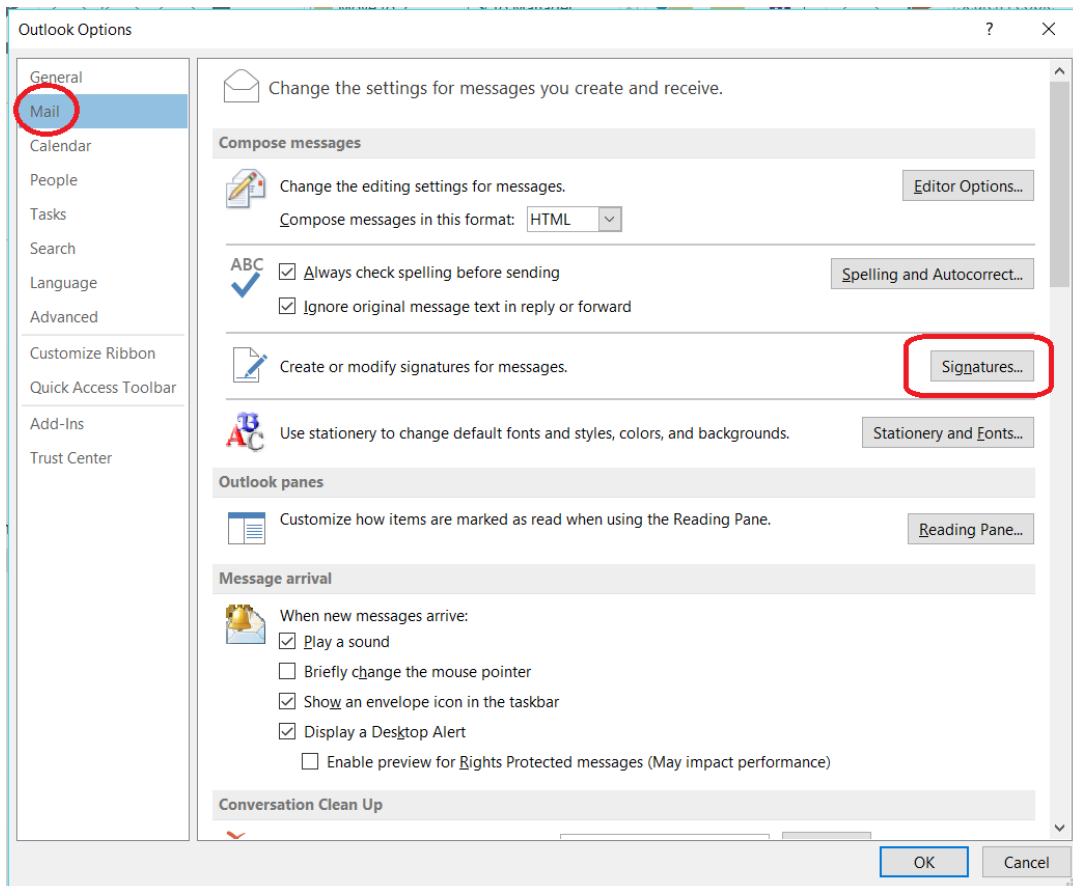 Outlook Options
?
General
Mail
Calendar
People
Tasks
Search
Language
Advanced
Customize Ribbon
Quick Access Toolbar
Add-Ins
Trust Center
Change the settings for messages you create and receive.
Compose messages
Change the editing settings for messages.
Editor Options...
Compose messages in this format: HTML
ABC
Always check spelling before sending
Spelling and Autocorrect...
Ignore original message text in reply or forward
Create or modify signatures for messages.
Signatures...
Use stationery to change default fonts and styles, colors, and backgrounds.
Stationery and Fonts...
Outlook panes
Customize how items are marked as read when using the Reading Pane.
Reading Pane...
Message arrival
When new messages arrive:
Play a sound
Briefly change the mouse pointer
Show an envelope icon in the taskbar
Display a Desktop Alert
Enable preview for Rights Protected messages (May impact performance)
Conversation Clean Up
OK
Cancel